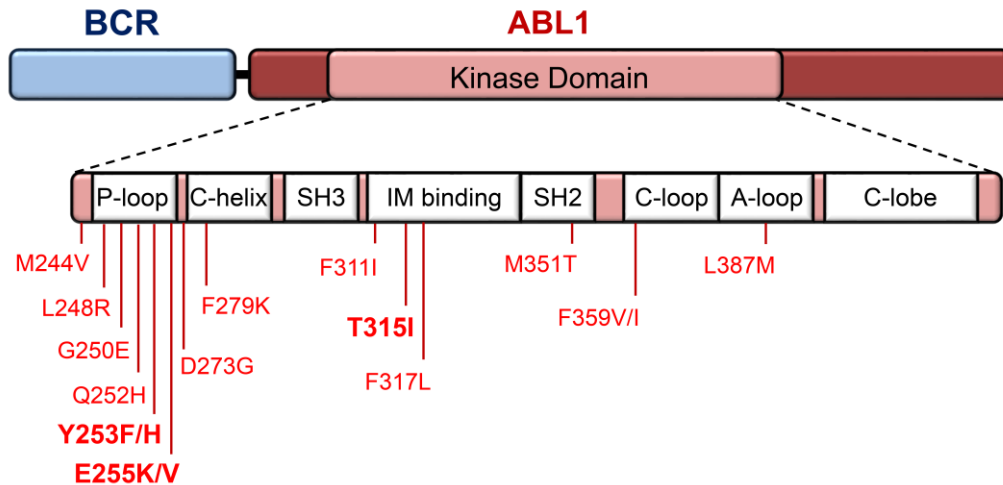 BCR
ABL1
Kinase Domain
P-loop C-helix SH3 IM binding SH2 C-loop A-loop C-lobe
M244V
L248R
G250E
Q252H
Y253F/H
E255K/V
D273G
F279K
F311I
T315I
F317L
M351T
F359V/I
L387M